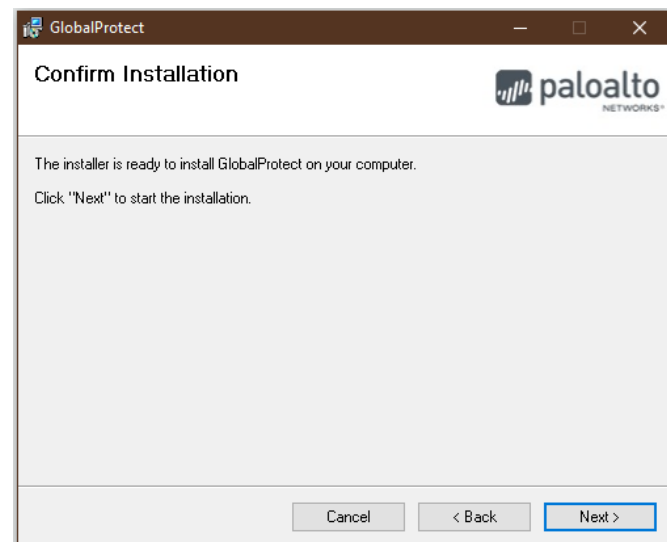 GlobalProtect
Confirm Installation
paloalto
NETWORKS®
The installer is ready to install GlobalProtect on your computer.
Click "Next" to start the installation.
Cancel
< Back
Next >